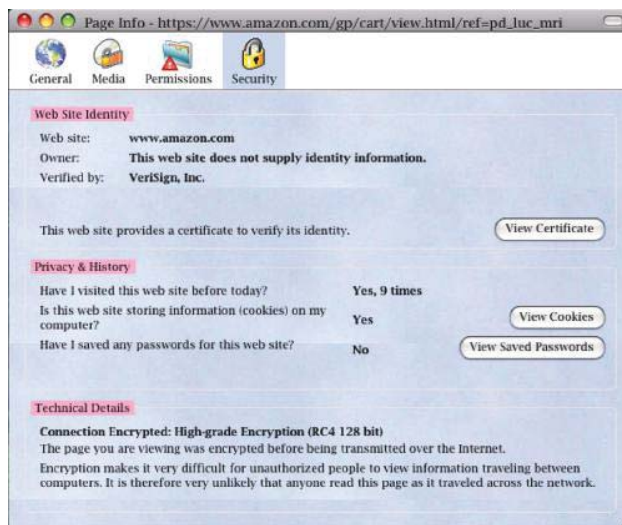 Page Info - https://www.amazon.com/gp/cart/view.html/ref=pd_luc_mri
General Media Permissions Security
Web Site Identity
Web site: www.amazon.com
Owner: This web site does not supply identity information.
Verified by: VeriSign, Inc.
This web site provides a certificate to verify its identity. View Certificate
Privacy & History
Have I visited this web site before today? Yes, 9 times
Is this web site storing information (cookies) on my
computer? Yes View Cookies
Have I saved any passwords for this web site? No View Saved Passwords
Technical Details
Connection Encrypted: High-grade Encryption (RC4 128 bit)
The page you are viewing was encrypted before being transmitted over the Internet.
Encryption makes it very difficult for unauthorized people to view information traveling between
computers. It is therefore very unlikely that anyone read this page as it traveled across the network.